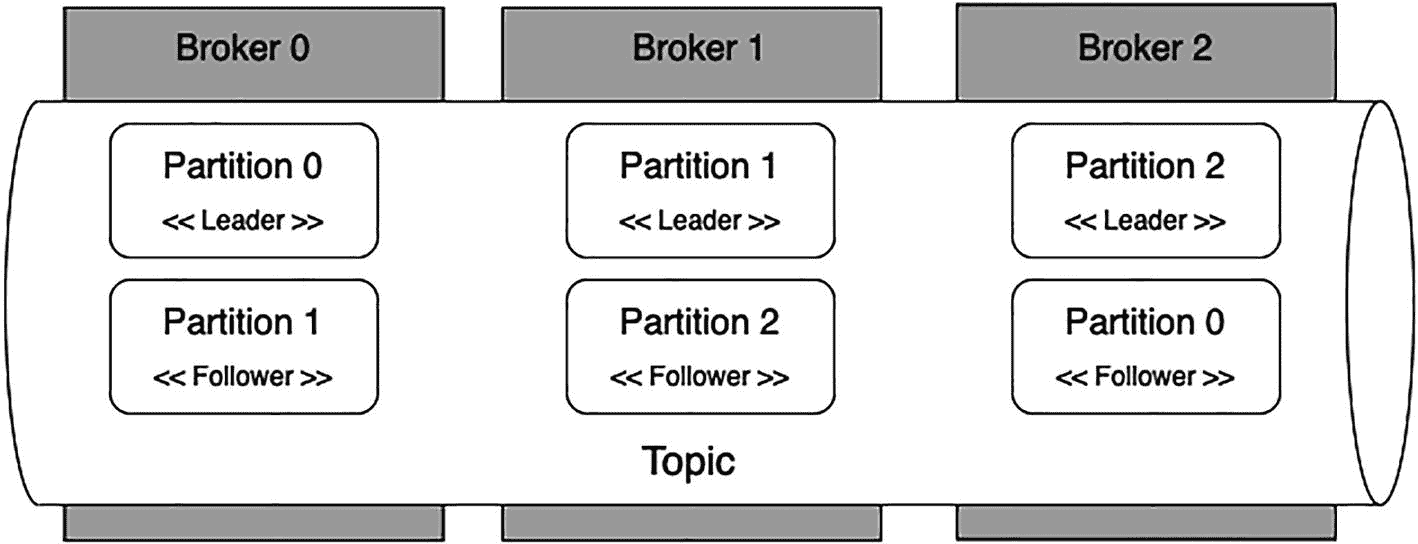 Broker 0
Broker 1
Broker 2
Partition 0
<< Leader >>
Partition 1
<< Leader >>
Partition 2
<< Leader >>
Partition 1
<< Follower >>
Partition 2
<< Follower >>
Partition 0
<< Follower >>
Topic